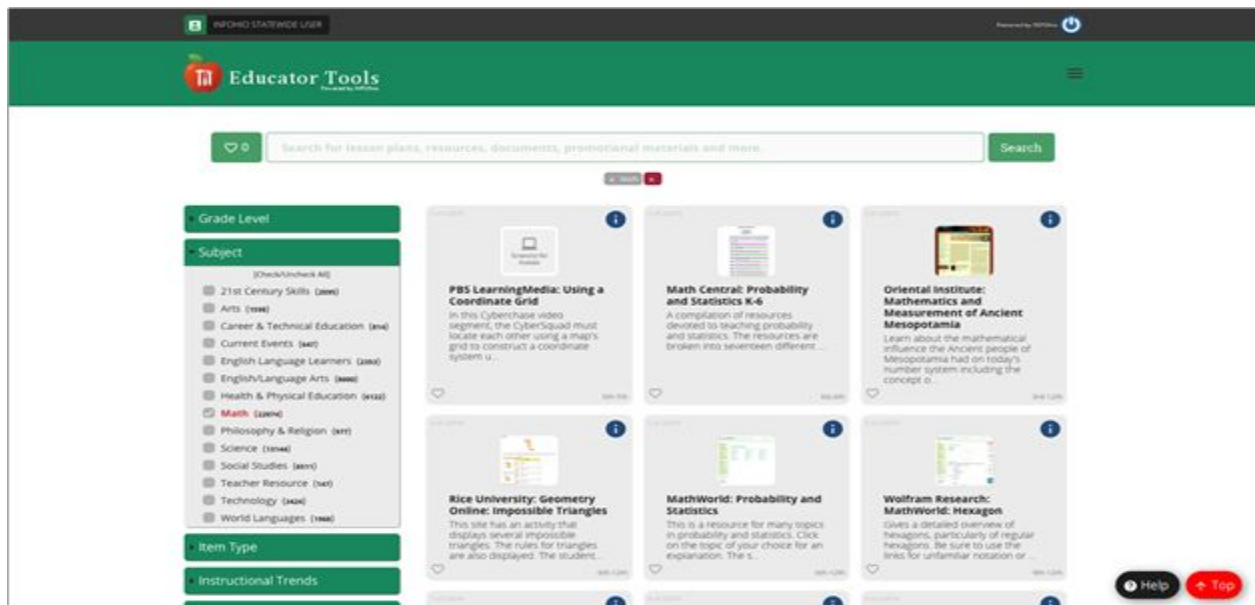 INFOHIO STATEWIDE USER
Powered by INFOhio
Educator Tools
Powered by INFOhio
0
Search for lesson plans, resources, documents, promotional materials and more.
Search
Math
Grade Level
Subject
[Check/Uncheck All]
21st Century Skills
Arts
Career & Technical Education
Current Events
English Language Learners
English/Language Arts
Health & Physical Education
Math
Philosophy & Religion
Science
Social Studies
Teacher Resource
Technology
World Languages
Item Type
Instructional Trends
PBS LearningMedia: Using a
Coordinate Grid
In this Cyberchase video
segment, the CyberSquad must
locate each other using a map's
grid to construct a coordinate
system u...
Math Central: Probability
and Statistics K-6
A compilation of resources
devoted to teaching probability
and statistics. The resources are
broken into seventeen different ...
Oriental Institute:
Mathematics and
Measurement of Ancient
Mesopotamia
Learn about the mathematical
influence the Ancient people of
Mesopotamia had on today's
number system including the
concept o...
Rice University: Geometry
Online: Impossible Triangles
This site has an activity that
displays several impossible
triangles. The rules for triangles
are also displayed. The student...
MathWorld: Probability and
Statistics
This is a resource for many topics
in probability and statistics. Click
on the topic of your choice for an
explanation. The s...
Wolfram Research:
MathWorld: Hexagon
Gives a detailed overview of
hexagons, particularly of regular
hexagons. Be sure to use the
links for unfamiliar notation or ...
Help
Top